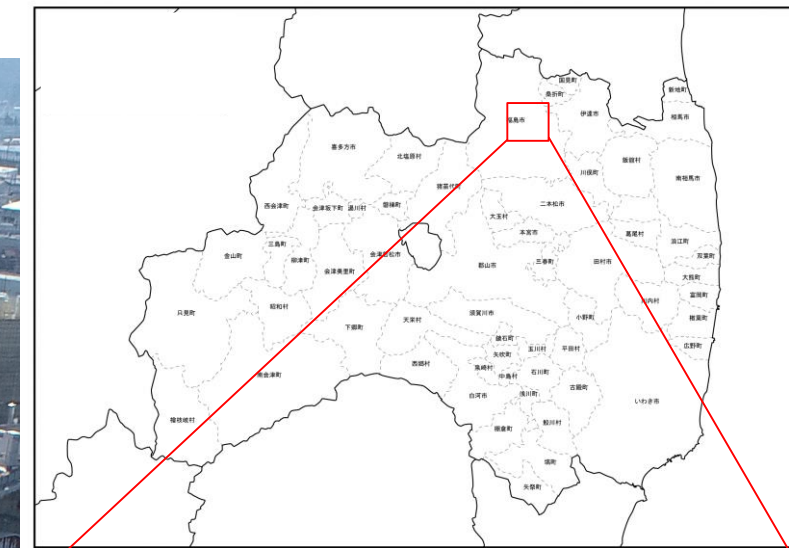 国見町
桑折町
新地町
福島市
伊達市
相馬市
喜多方市
北塩原村
飯舘村
川俣町
南相馬市
猪苗代町
西会津町
会津坂下町
湯川村
磐梯町
二本松市
大玉村
本宮市
葛尾村
浪江町
三島町
金山町
柳津町
会津美里町
会津若松市
郡山市
三春町
田村市
双葉町
大熊町
川内村
富岡町
楢葉町
只見町
昭和村
下郷町
天栄村
須賀川市
小野町
広野町
鏡石町
矢吹町
玉川村
平田村
西郷村
泉崎村
中島村
石川町
南会津町
白河市
浅川町
古殿町
いわき市
檜枝岐村
棚倉町
鮫川村
塙町
矢祭町